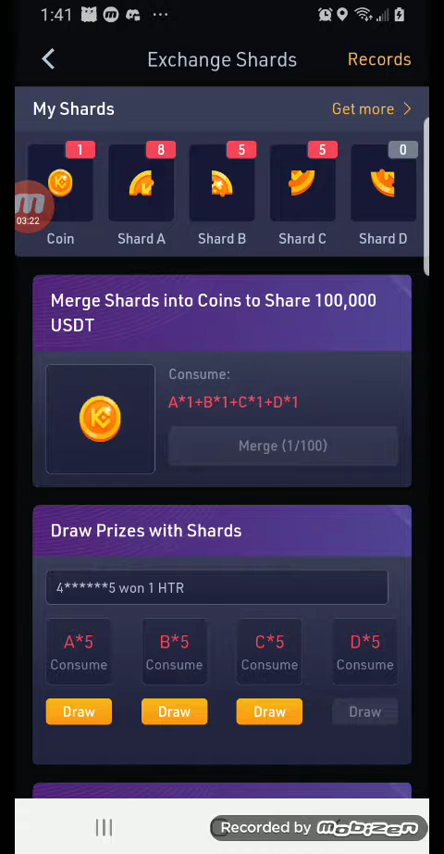 1:41
Exchange Shards
Records
My Shards
Get more >
1
8
5
5
0
03:22
Coin
Shard A
Shard B
Shard C
Shard D
Merge Shards into Coins to Share 100,000
USDT
Consume:
A*1+B*1+C*1+D*1
Merge (1/100)
Draw Prizes with Shards
4******5 won 1 HTR
A*5
B*5
C*5
D*5
Consume
Consume
Consume
Consume
Draw
Draw
Draw
Draw
Recorded by mobizen